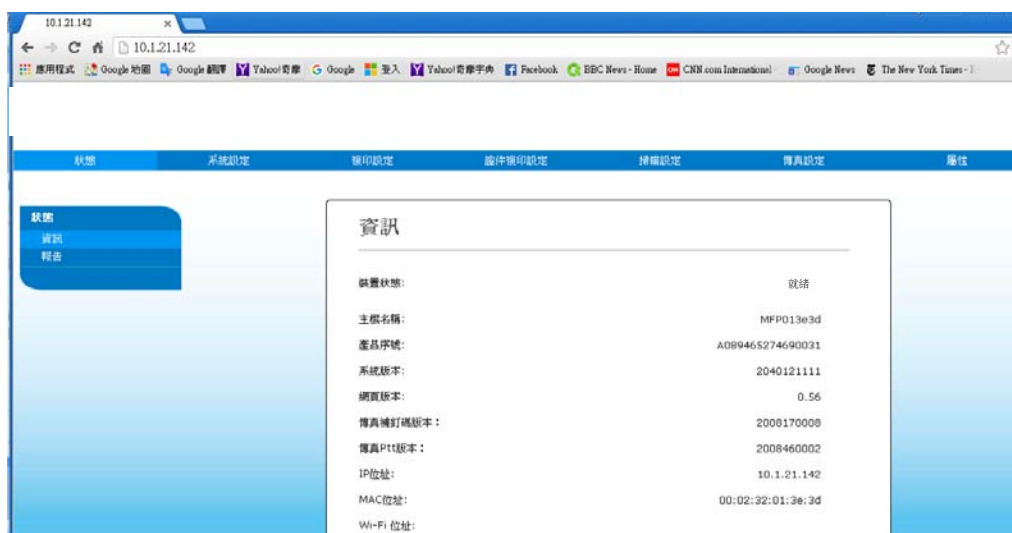 10.1.21.142
10.1.21.142
應用程式 Google 地圖 Google 翻譯 Yahoo!奇摩 Google 登入 Yahoo!奇摩字典 Facebook BBC News - Home CNN.com International - Google News The New York Times -
狀態 系統設定 複印設定 證件複印設定 掃描設定 傳真設定 屬性
狀態
資訊
報告
資訊
裝置狀態: 就緒
主機名稱: MFP013e3d
產品序號: A089465274690031
系統版本: 2040121111
網頁版本: 0.56
傳真補釘碼版本： 2008170008
傳真Ptt版本： 2008460002
IP位址: 10.1.21.142
MAC位址: 00:02:32:01:3e:3d
Wi-Fi 位址: